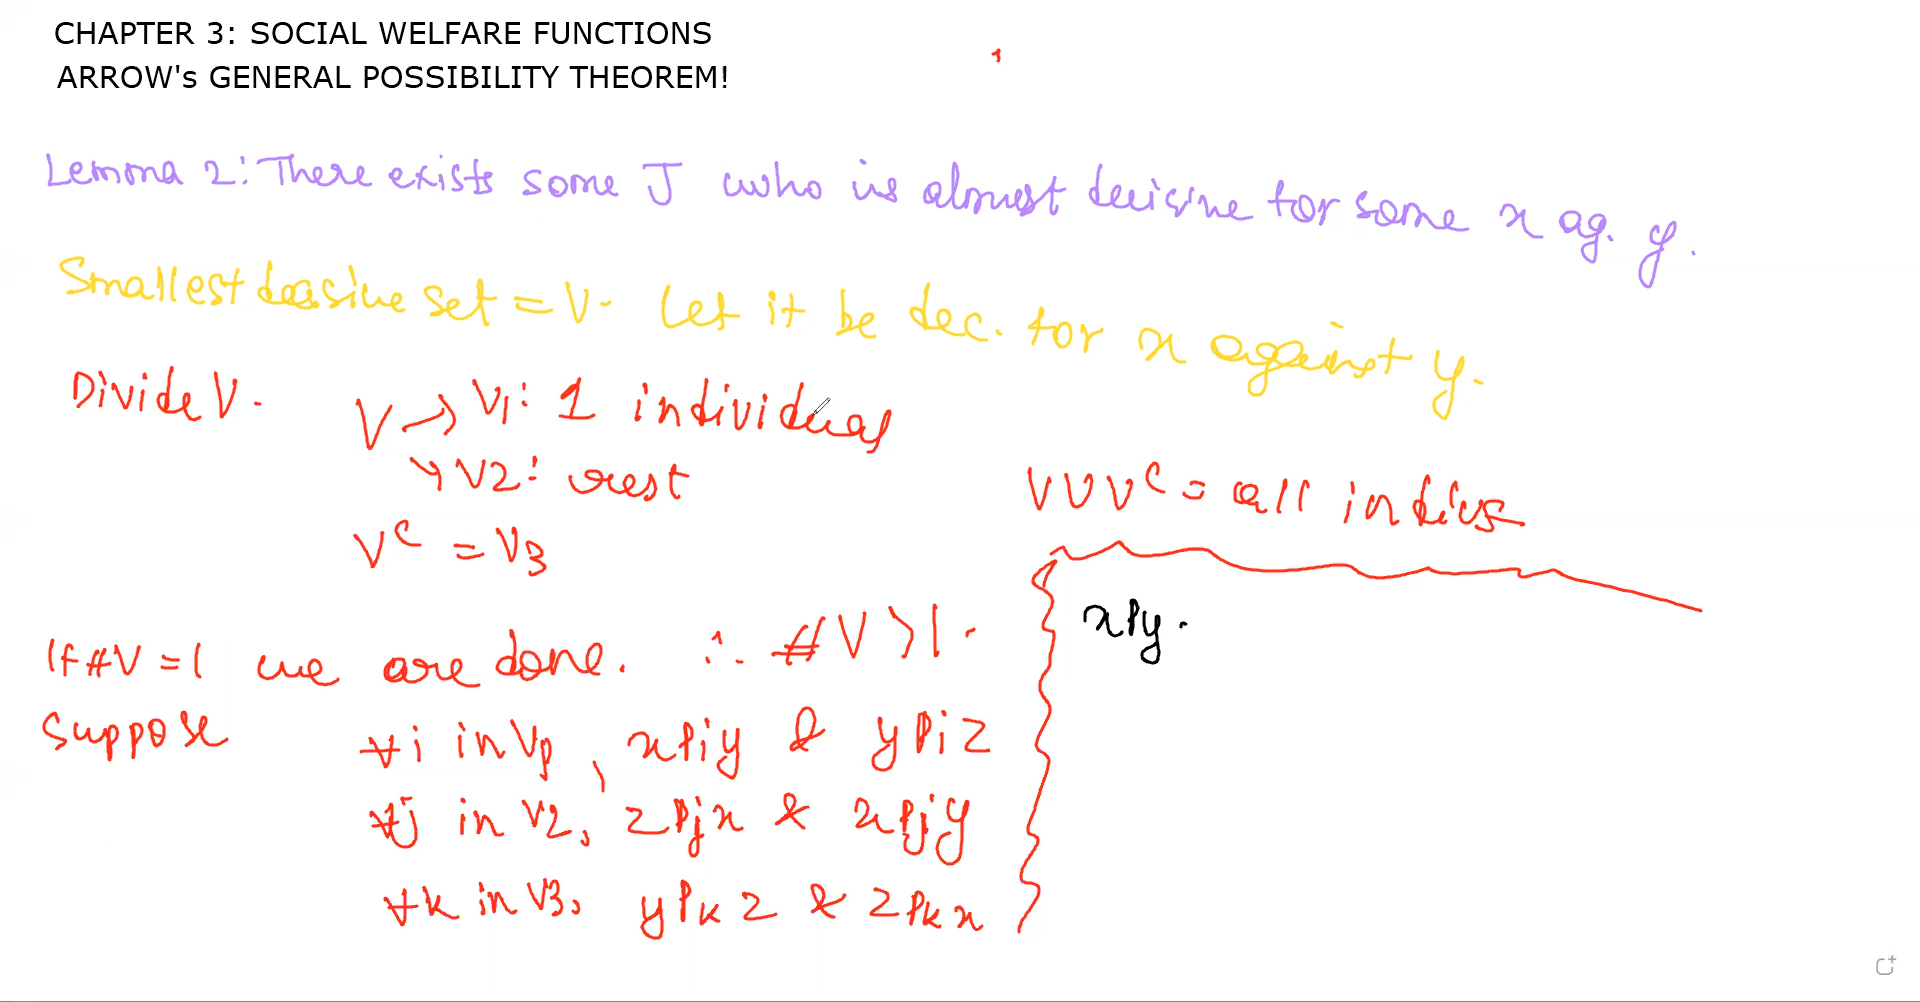 CHAPTER 3: SOCIAL WELFARE FUNCTIONS
ARROW's GENERAL POSSIBILITY THEOREM!
Lemma 2: There exists some J who is almost decisive for some x ag. y.
Smallest decisive set = V. Let it be dec. for x against y.
Divide V. V → V1: 1 individual
↘ V2: rest
V ∪ V^c = all indivs
V^c = V3
If #V = 1 we are done. ∴ #V > 1.
xPy.
Suppose ∀i in V1, xPiy & yPiz
∀j in V2, zPjx & xPjy
∀k in V3, yPkz & zPkx